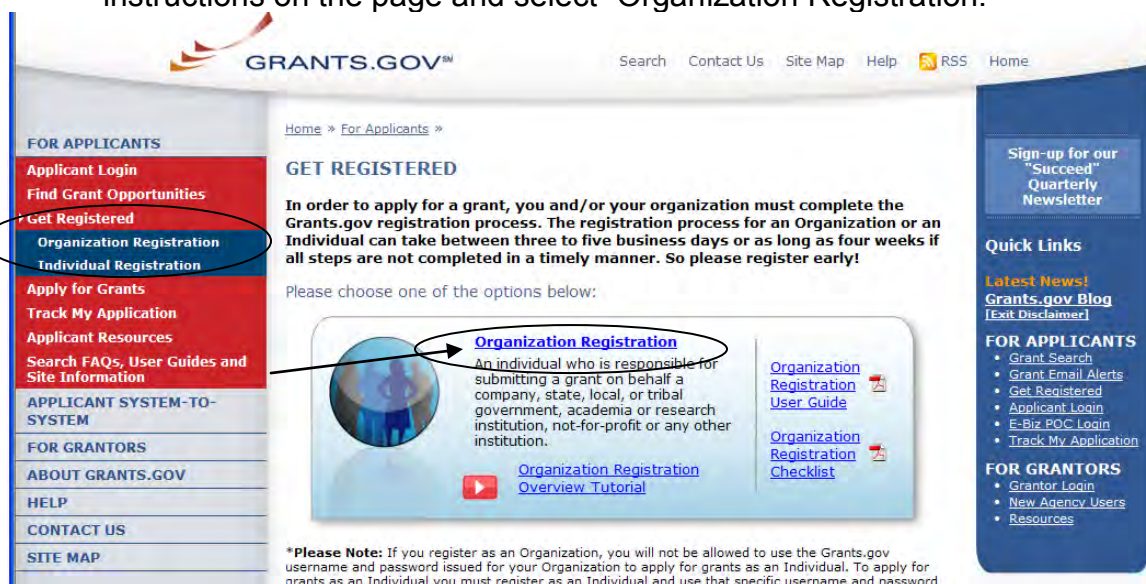 instructions on the page and select "Organization Registration."
GRANTS.GOV℠
Search Contact Us Site Map Help RSS Home
FOR APPLICANTS
Applicant Login
Find Grant Opportunities
Get Registered
Organization Registration
Individual Registration
Apply for Grants
Track My Application
Applicant Resources
Search FAQs, User Guides and
Site Information
APPLICANT SYSTEM-TO-
SYSTEM
FOR GRANTORS
ABOUT GRANTS.GOV
HELP
CONTACT US
SITE MAP
Home » For Applicants »
GET REGISTERED
In order to apply for a grant, you and/or your organization must complete the
Grants.gov registration process. The registration process for an Organization or an
Individual can take between three to five business days or as long as four weeks if
all steps are not completed in a timely manner. So please register early!
Please choose one of the options below:
Organization Registration
An individual who is responsible for
submitting a grant on behalf a
company, state, local, or tribal
government, academia or research
institution, not-for-profit or any other
institution.
Organization Registration
Overview Tutorial
Organization
Registration
User Guide
Organization
Registration
Checklist
*Please Note: If you register as an Organization, you will not be allowed to use the Grants.gov
username and password issued for your Organization to apply for grants as an Individual. To apply for
grants as an Individual you must register as an Individual and use that specific username and password
Sign-up for our
"Succeed"
Quarterly
Newsletter
Quick Links
Latest News!
Grants.gov Blog
[Exit Disclaimer]
FOR APPLICANTS
• Grant Search
• Grant Email Alerts
• Get Registered
• Applicant Login
• E-Biz POC Login
• Track My Application
FOR GRANTORS
• Grantor Login
• New Agency Users
• Resources